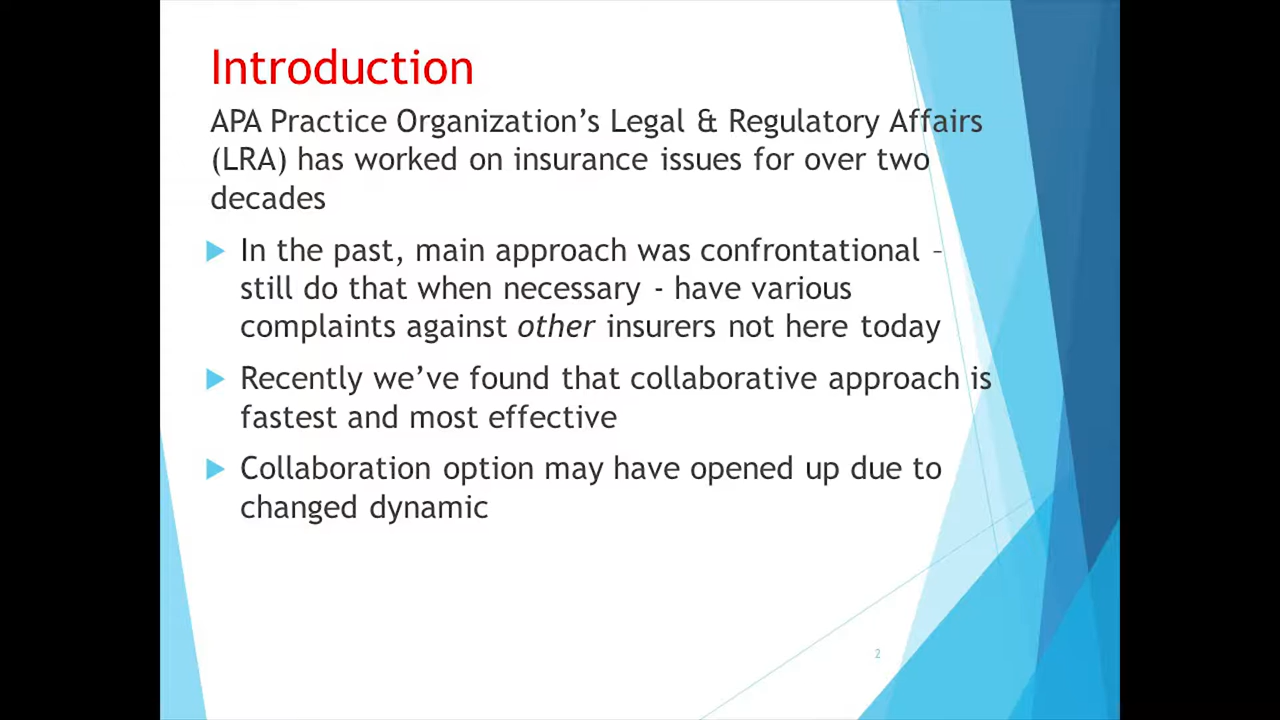 Introduction
APA Practice Organization’s Legal & Regulatory Affairs
(LRA) has worked on insurance issues for over two
decades
In the past, main approach was confrontational –
still do that when necessary - have various
complaints against other insurers not here today
Recently we’ve found that collaborative approach is
fastest and most effective
Collaboration option may have opened up due to
changed dynamic
2